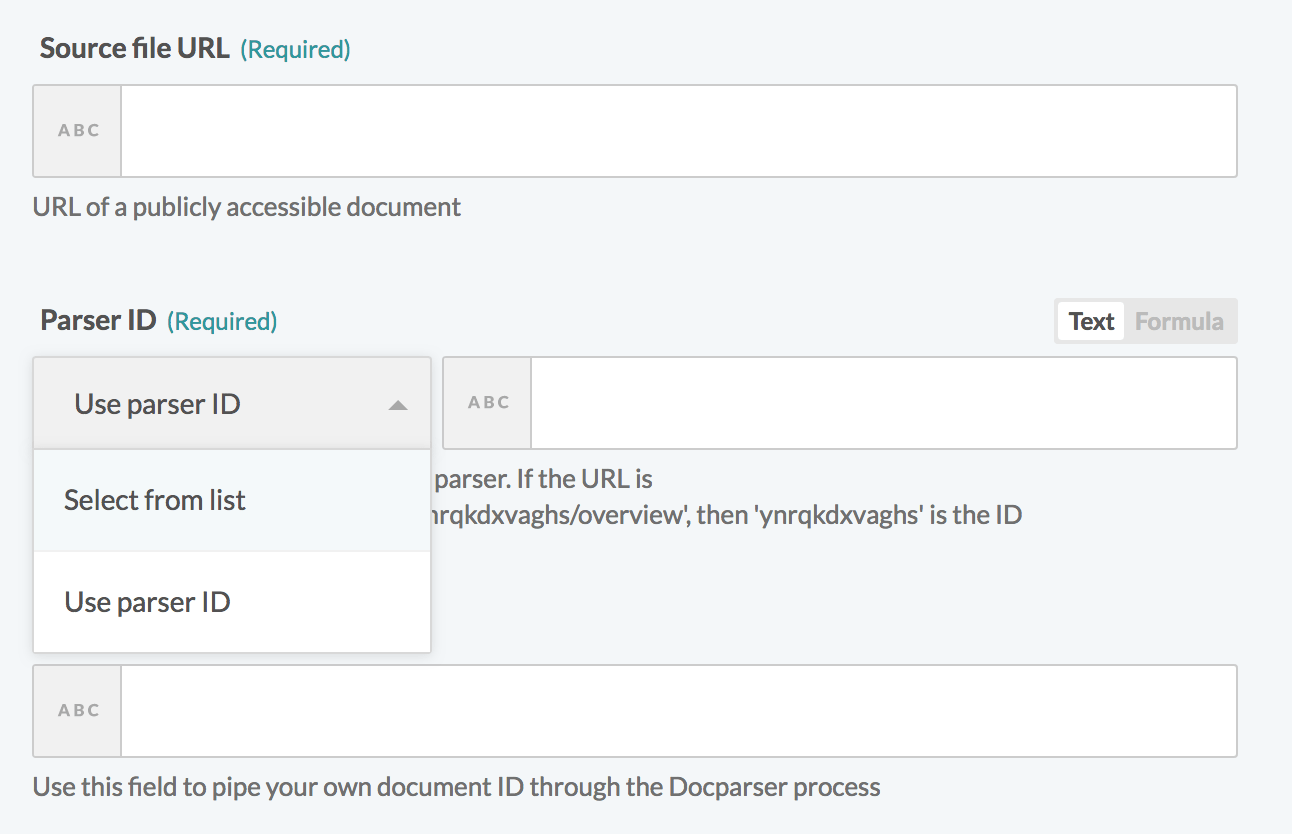 Source file URL (Required)
ABC
URL of a publicly accessible document
Parser ID (Required)
Text Formula
Use parser ID
ABC
Select from list
parser. If the URL is
nrqkdxvaghs/overview', then 'ynrqkdxvaghs' is the ID
Use parser ID
ABC
Use this field to pipe your own document ID through the Docparser process